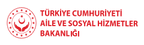 TÜRKİYE CUMHURİYETİ
AİLE VE SOSYAL HİZMETLER
BAKANLIĞI